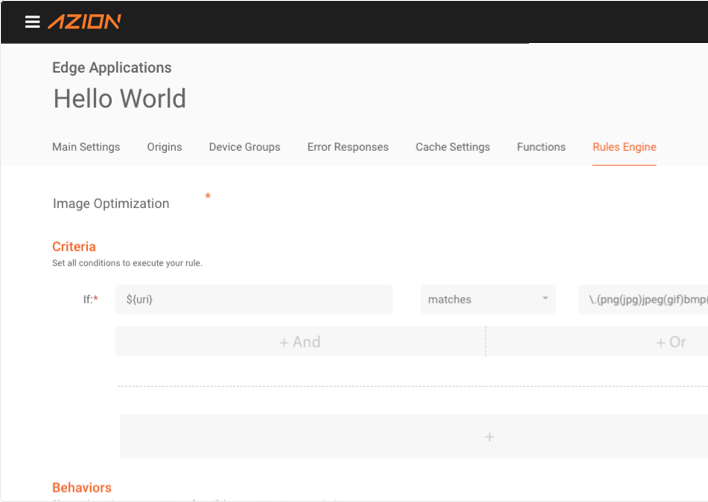 AZION
Edge Applications
Hello World
Main Settings Origins Device Groups Error Responses Cache Settings Functions Rules Engine
Image Optimization *
Criteria
Set all conditions to execute your rule.
If:* ${uri} matches \.(png(jpg)jpeg(gif)bmp
+ And + Or
+
Behaviors